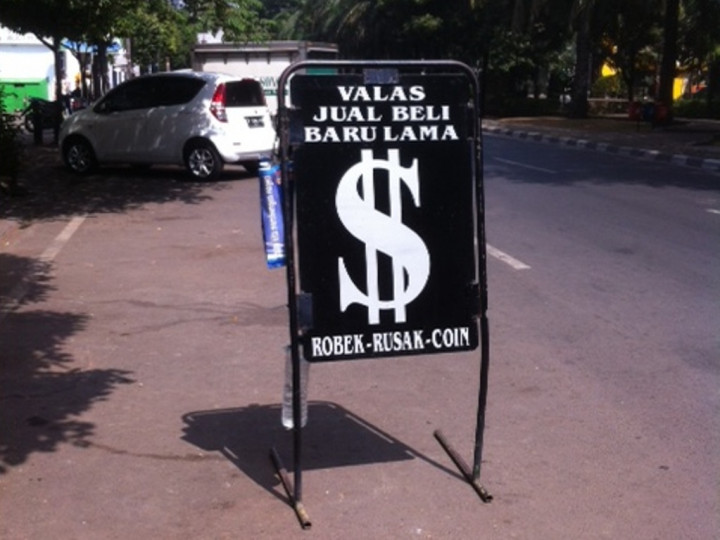 VALAS
JUAL BELI
BARU LAMA
$
ROBEK-RUSAK-COIN